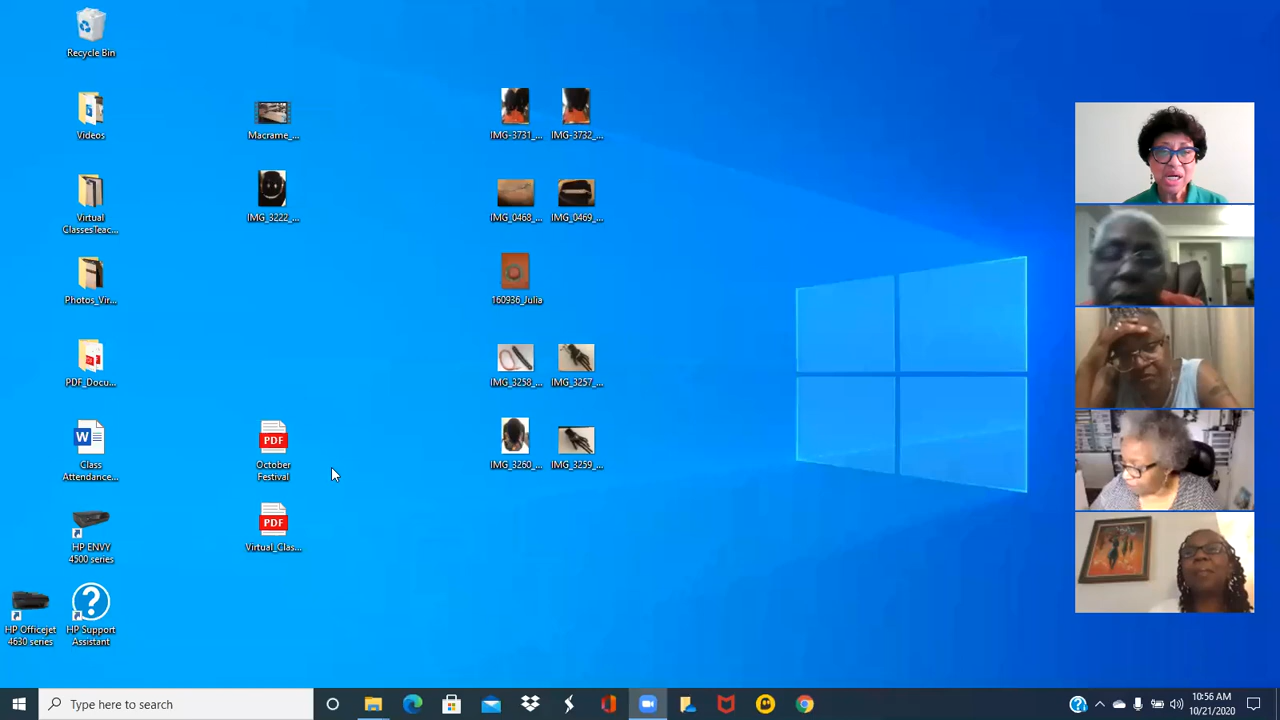 Recycle Bin
Videos
Macrame_...
IMG-3731_...
IMG-3732_...
Virtual
ClassesTeac...
IMG_3222_...
IMG_0468_...
IMG_0469_...
Photos_Vir...
160936_Julia
PDF_Docu...
IMG_3258_...
IMG_3257_...
Class
Attendance...
PDF
October
Festival
IMG_3260_...
IMG_3259_...
HP ENVY
4500 series
PDF
Virtual_Clas...
HP Officejet
4630 series
HP Support
Assistant
Type here to search
10:56 AM
10/21/2020